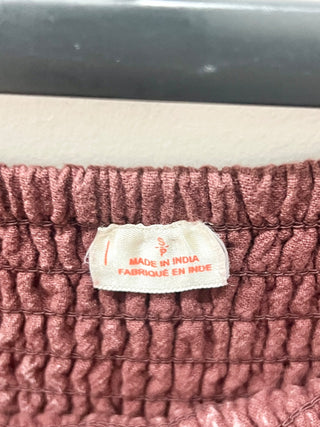 S/P
MADE IN INDIA
FABRIQUÉ EN INDE